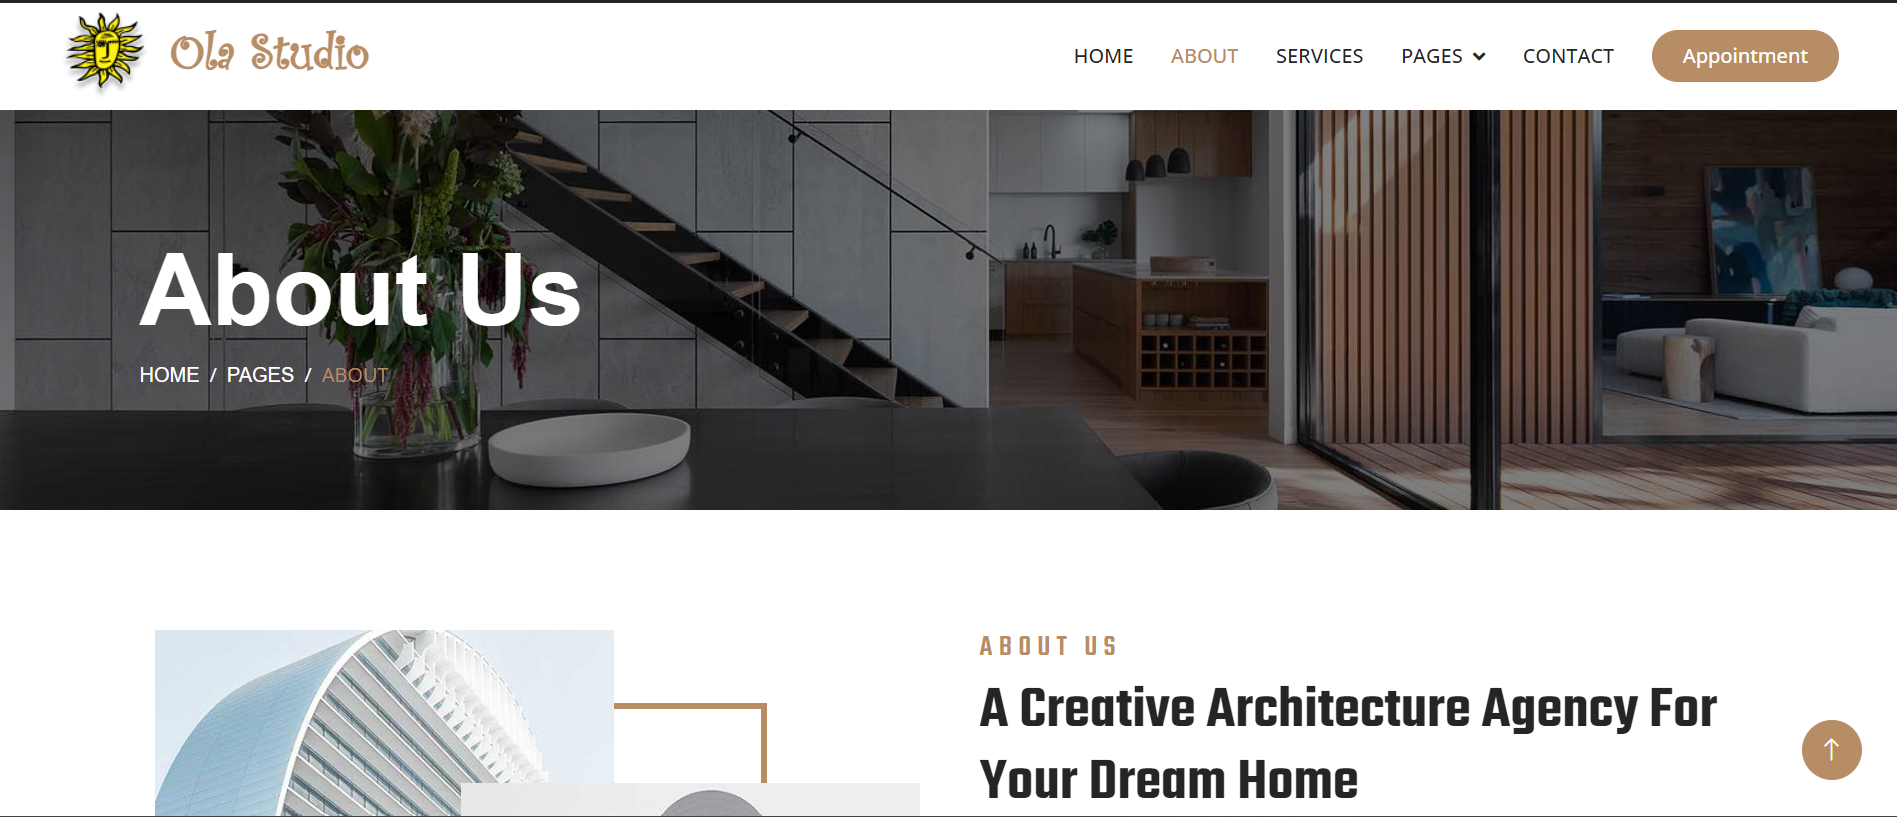 Ola Studio
HOME ABOUT SERVICES PAGES CONTACT Appointment
About Us
HOME / PAGES / ABOUT
ABOUT US
A Creative Architecture Agency For
Your Dream Home